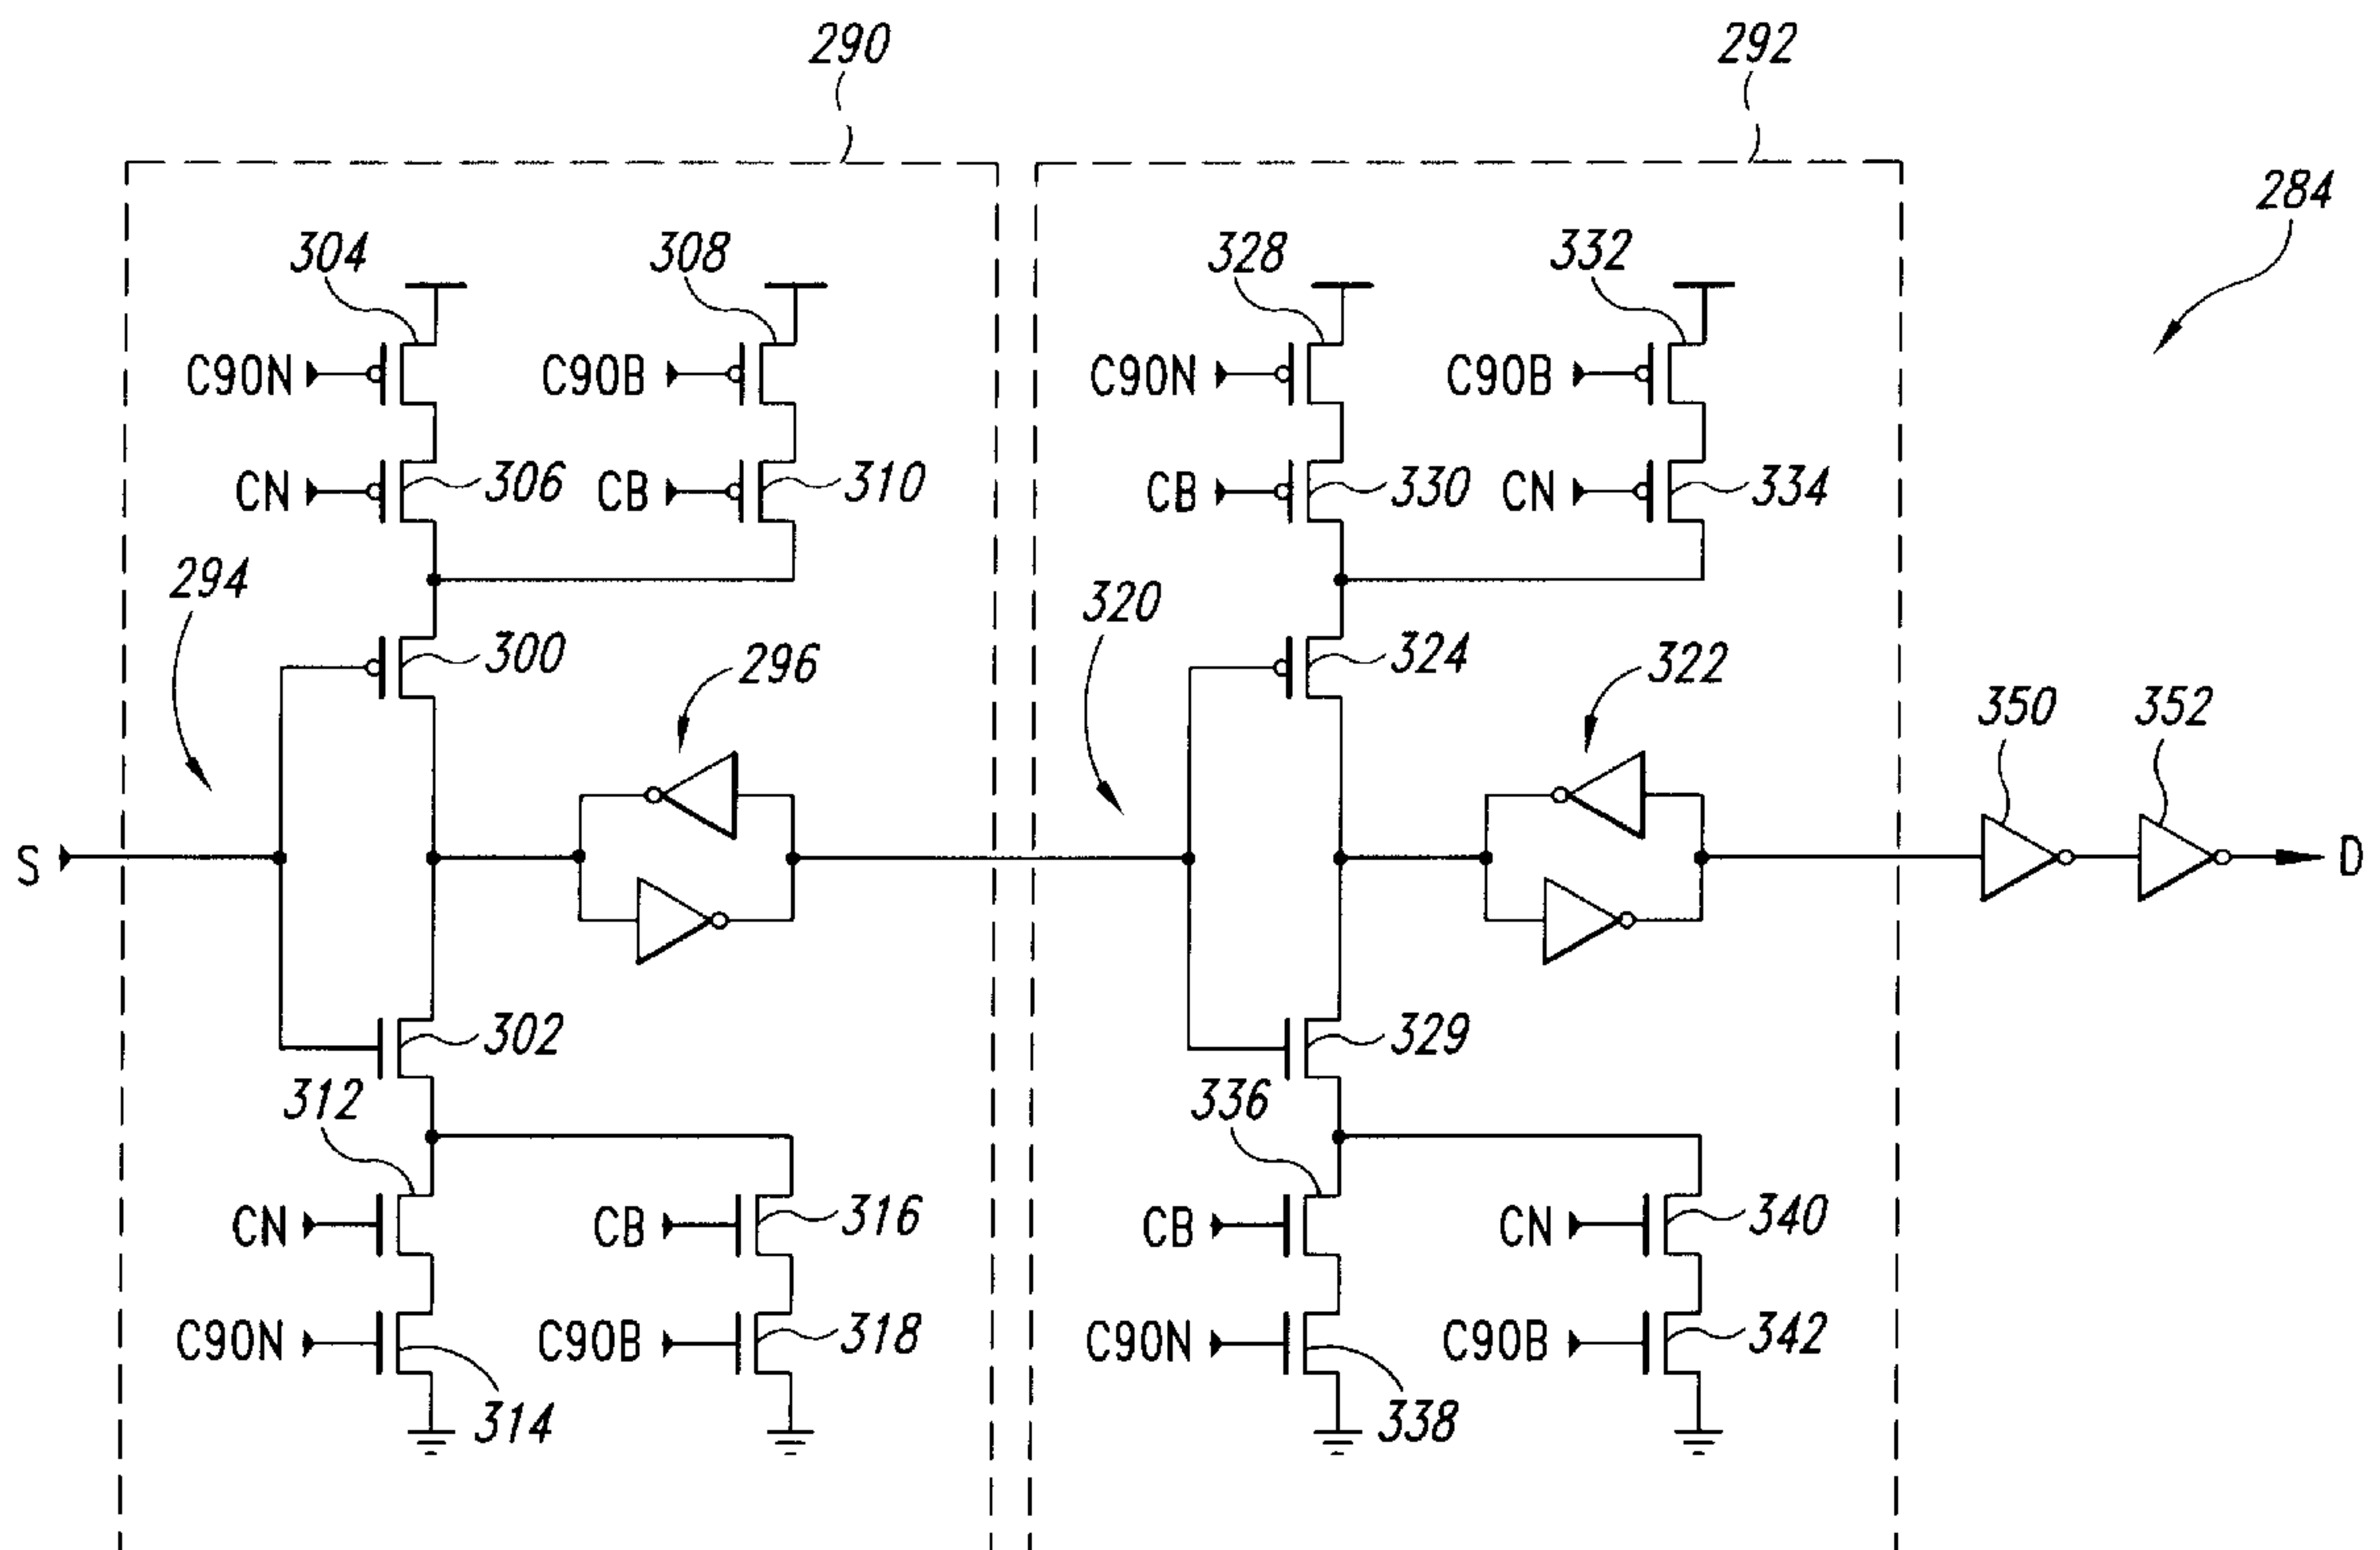 290 292
284
304 308 328 332
C90N C90B C90N C90B
CN 306 CB 310 CB 330 CN 334
294 320
300 296 324 322
350 352
S D
302 329
312 336
CN CB 316 CB CN 340
C90N C90B 318 C90N C90B 342
314 338